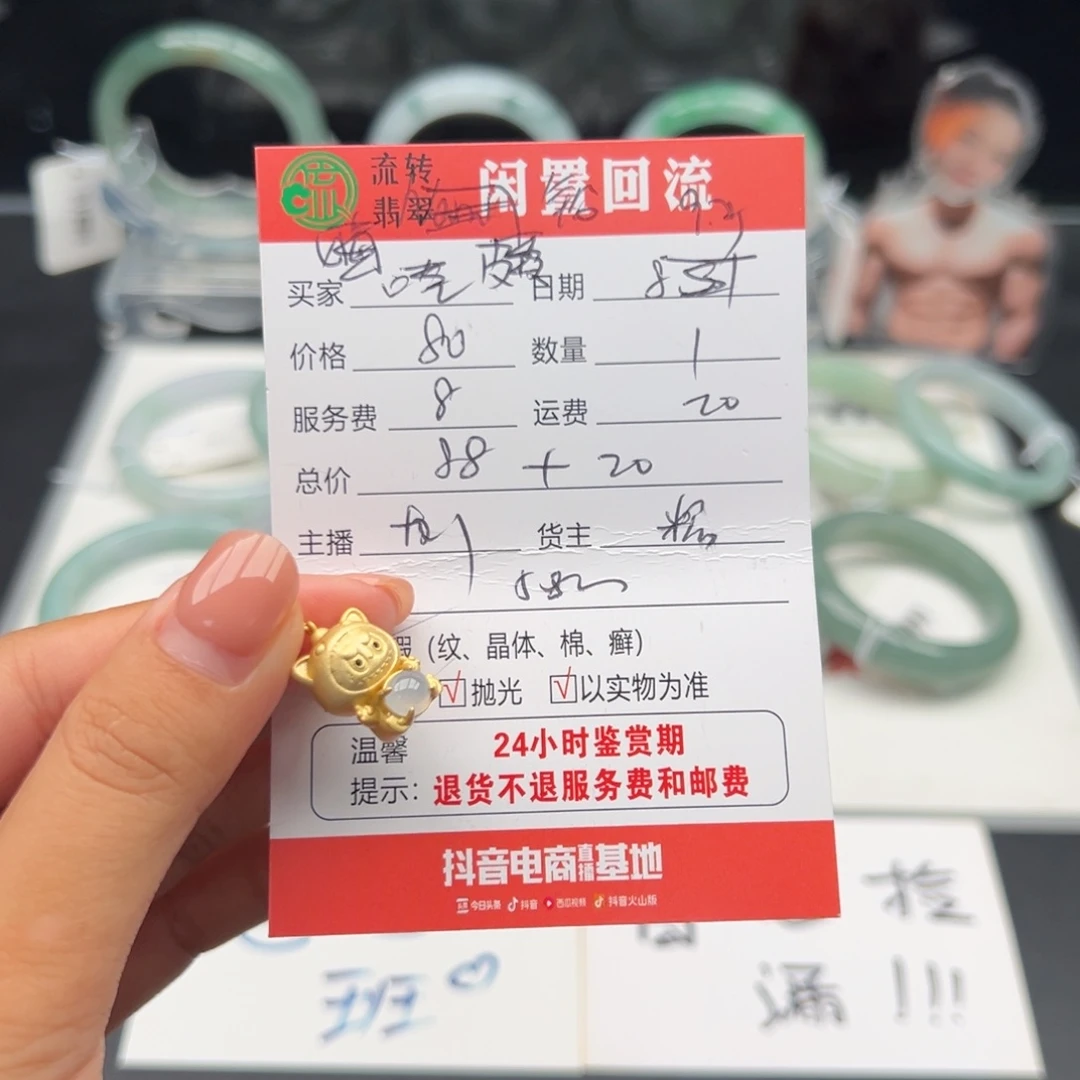 流转 闲置回流
翡翠
买家 日期
价格 80 数量 1
服务费 8 运费 20
总价 88 + 20
主播 货主
（纹、晶体、棉、癣）
√抛光 √以实物为准
温馨 24小时鉴赏期
提示：退货不退服务费和邮费
抖音电商直播基地
今日头条 抖音 西瓜视频 抖音火山版
捡
漏!!!
班